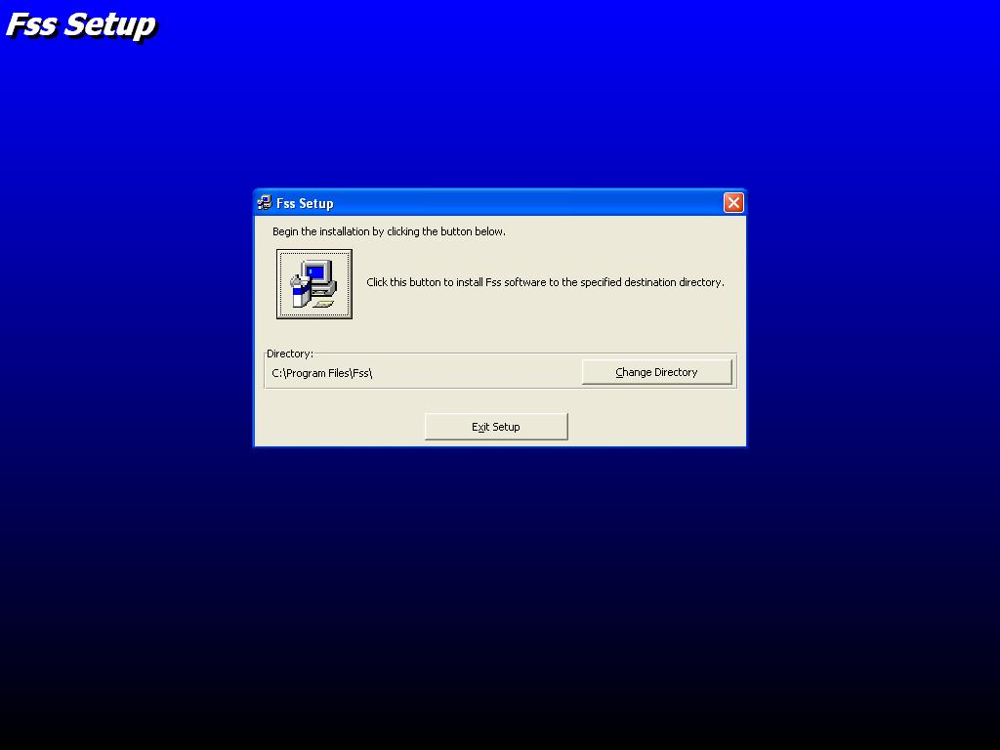 Fss Setup
Fss Setup
Begin the installation by clicking the button below.
Click this button to install Fss software to the specified destination directory.
Directory:
C:\Program Files\Fss\
Change Directory
Exit Setup